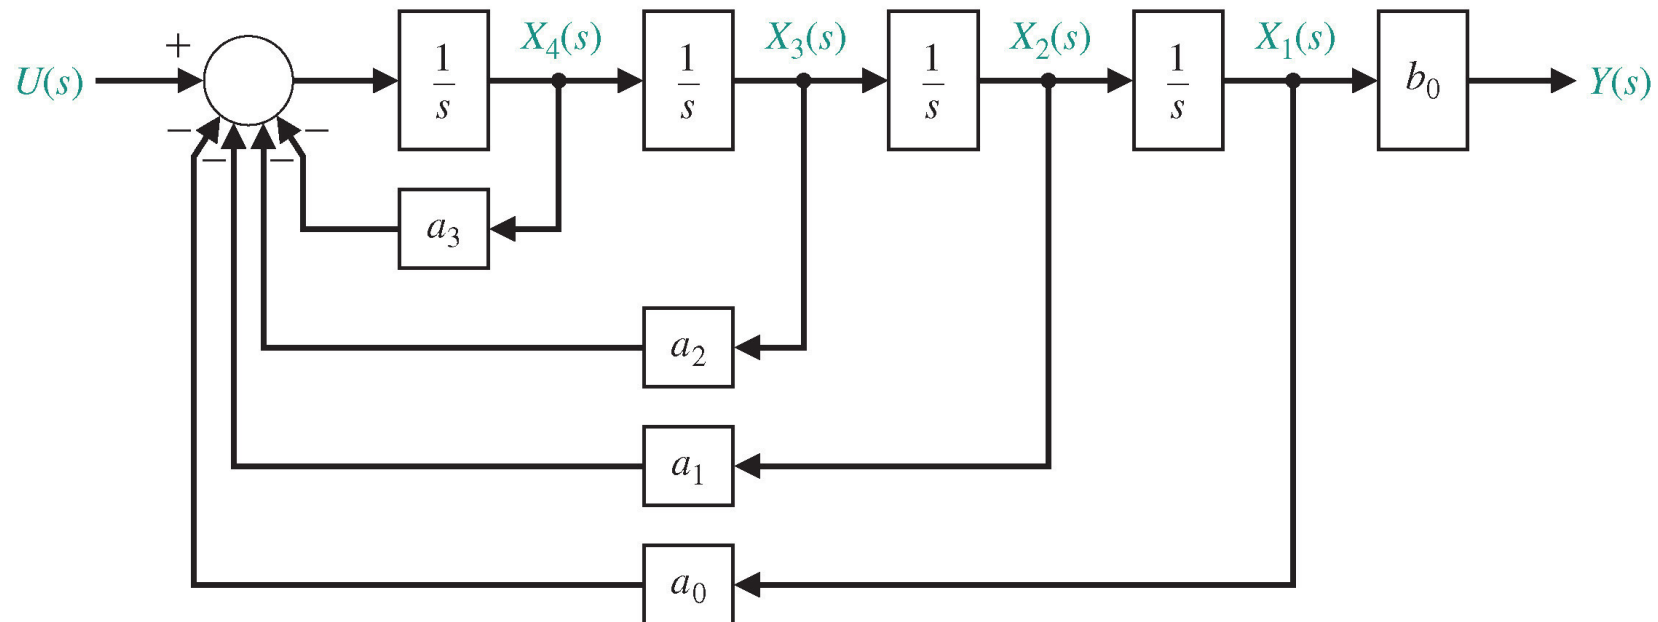 X₄(s) X₃(s) X₂(s) X₁(s)
+
U(s) 1/s 1/s 1/s 1/s b₀ Y(s)
− −
− −
a₃
a₂
a₁
a₀